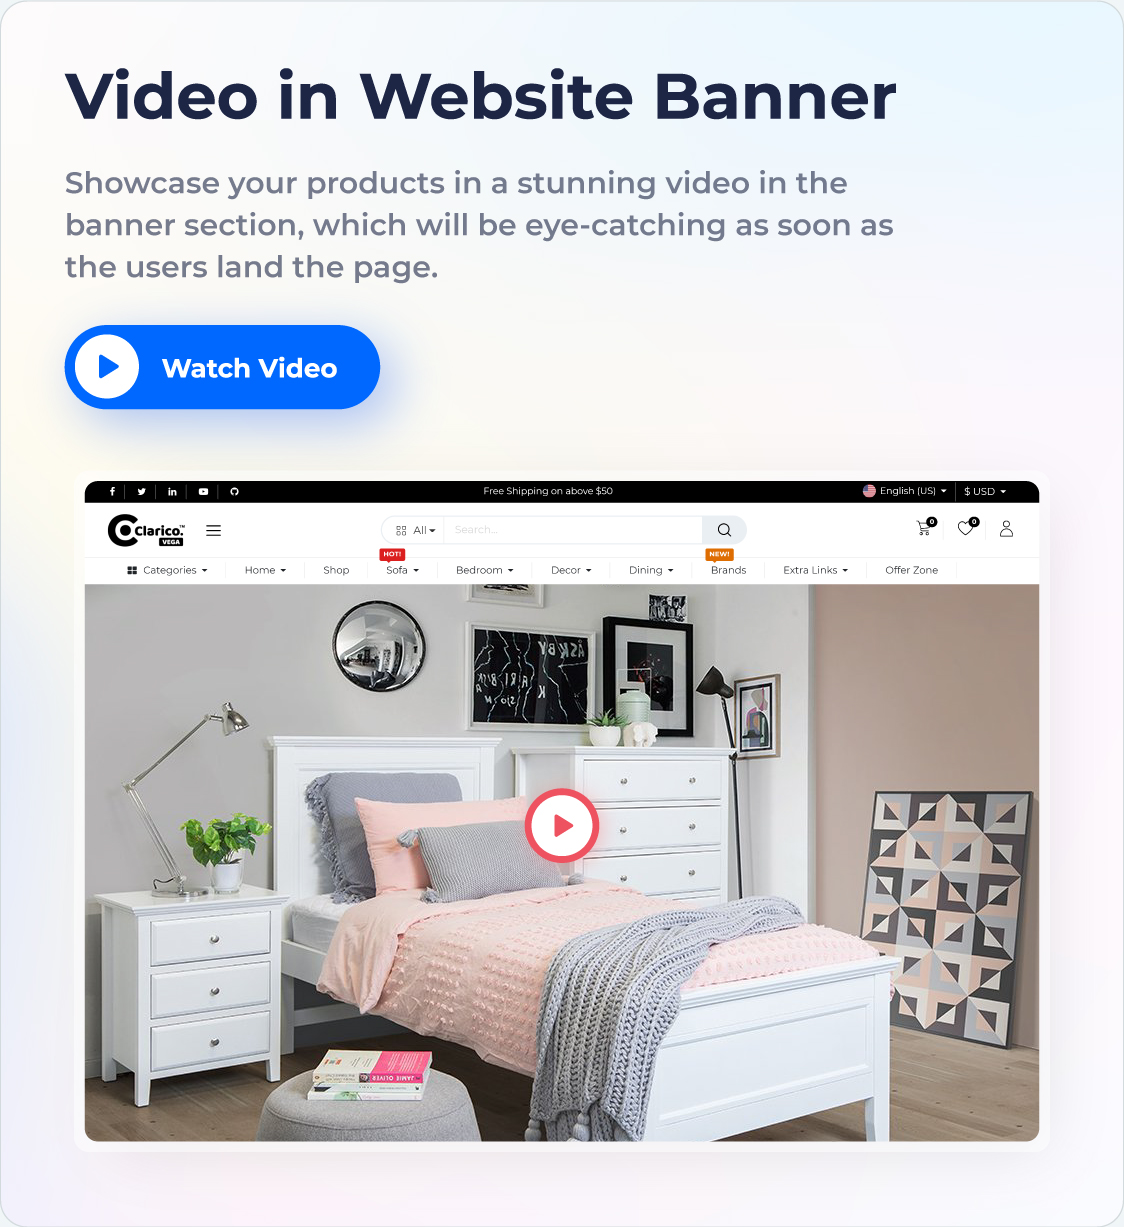 Video in Website Banner
Showcase your products in a stunning video in the
banner section, which will be eye-catching as soon as
the users land the page.
Watch Video
Free Shipping on above $50
English (US)
$ USD
Clarico.™
VEGA
All
Search...
0
0
HOT!
NEW!
Categories
Home
Shop
Sofa
Bedroom
Decor
Dining
Brands
Extra Links
Offer Zone
JAMIE OLIVER